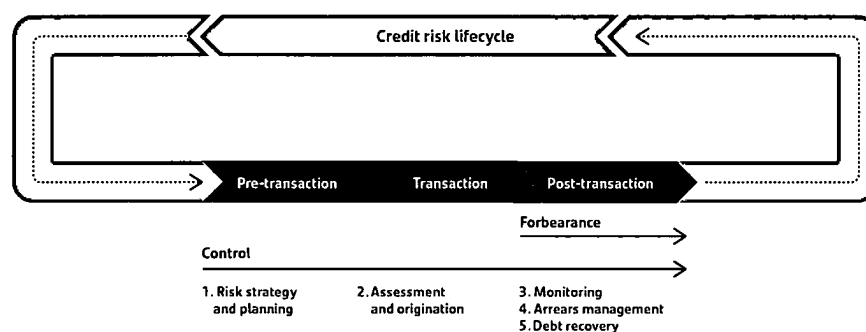 Credit risk lifecycle
Pre-transaction
Transaction
Post-transaction
Forbearance
Control
1. Risk strategy
and planning
2. Assessment
and origination
3. Monitoring
4. Arrears management
5. Debt recovery